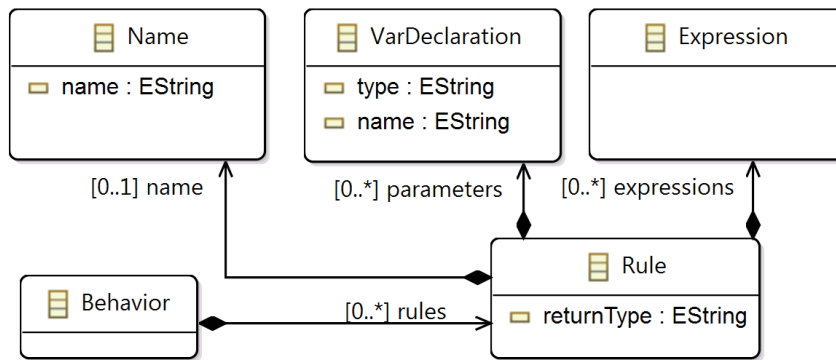 Name
name : EString
VarDeclaration
type : EString
name : EString
Expression
[0..1] name
[0..*] parameters
[0..*] expressions
Behavior
[0..*] rules
Rule
returnType : EString